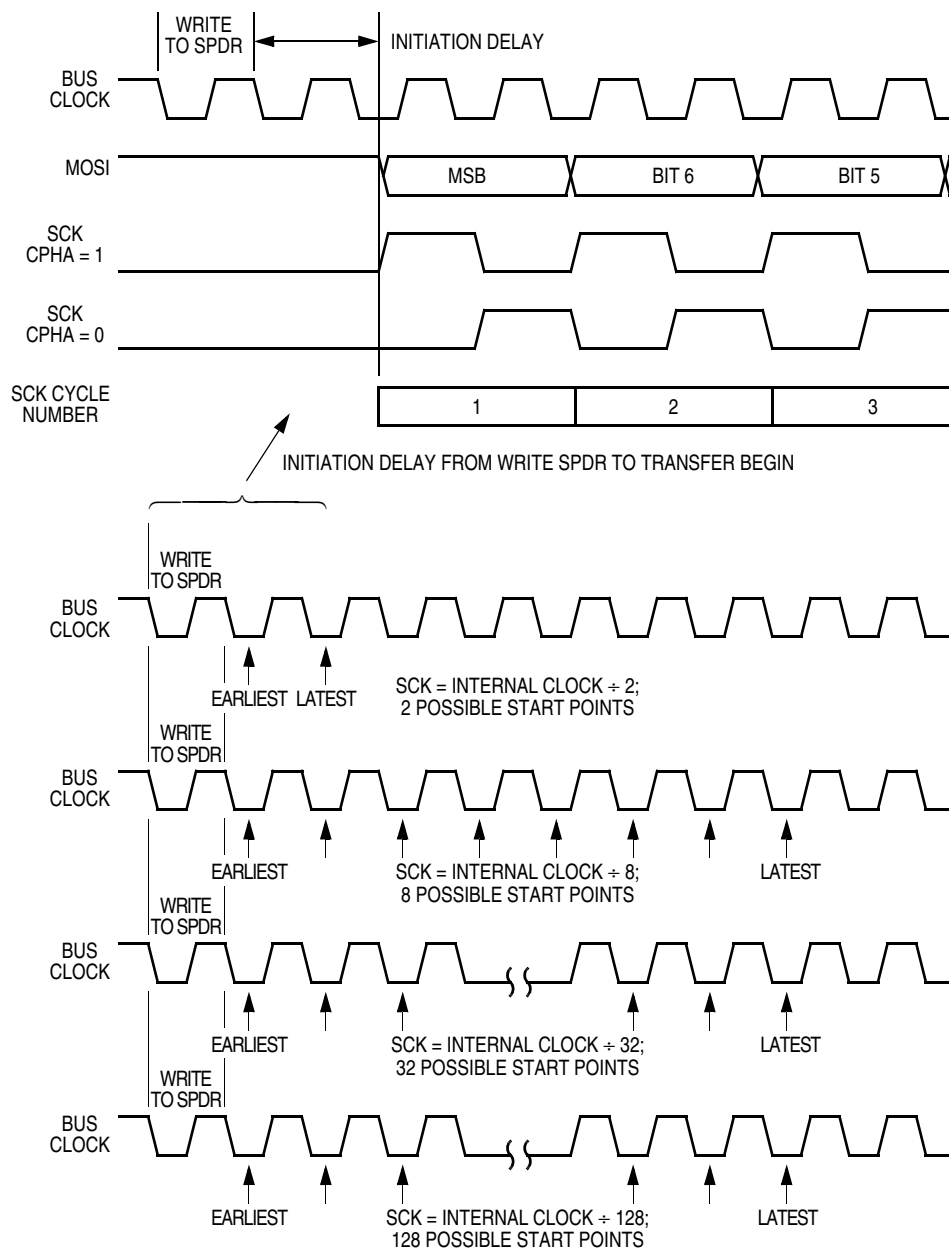 WRITE
TO SPDR
INITIATION DELAY
BUS
CLOCK
MOSI
MSB
BIT 6
BIT 5
SCK
CPHA = 1
SCK
CPHA = 0
SCK CYCLE
NUMBER
1
2
3
INITIATION DELAY FROM WRITE SPDR TO TRANSFER BEGIN
WRITE
TO SPDR
BUS
CLOCK
EARLIEST
LATEST
SCK = INTERNAL CLOCK ÷ 2;
2 POSSIBLE START POINTS
WRITE
TO SPDR
BUS
CLOCK
EARLIEST
SCK = INTERNAL CLOCK ÷ 8;
8 POSSIBLE START POINTS
LATEST
WRITE
TO SPDR
BUS
CLOCK
EARLIEST
SCK = INTERNAL CLOCK ÷ 32;
32 POSSIBLE START POINTS
LATEST
WRITE
TO SPDR
BUS
CLOCK
EARLIEST
SCK = INTERNAL CLOCK ÷ 128;
128 POSSIBLE START POINTS
LATEST